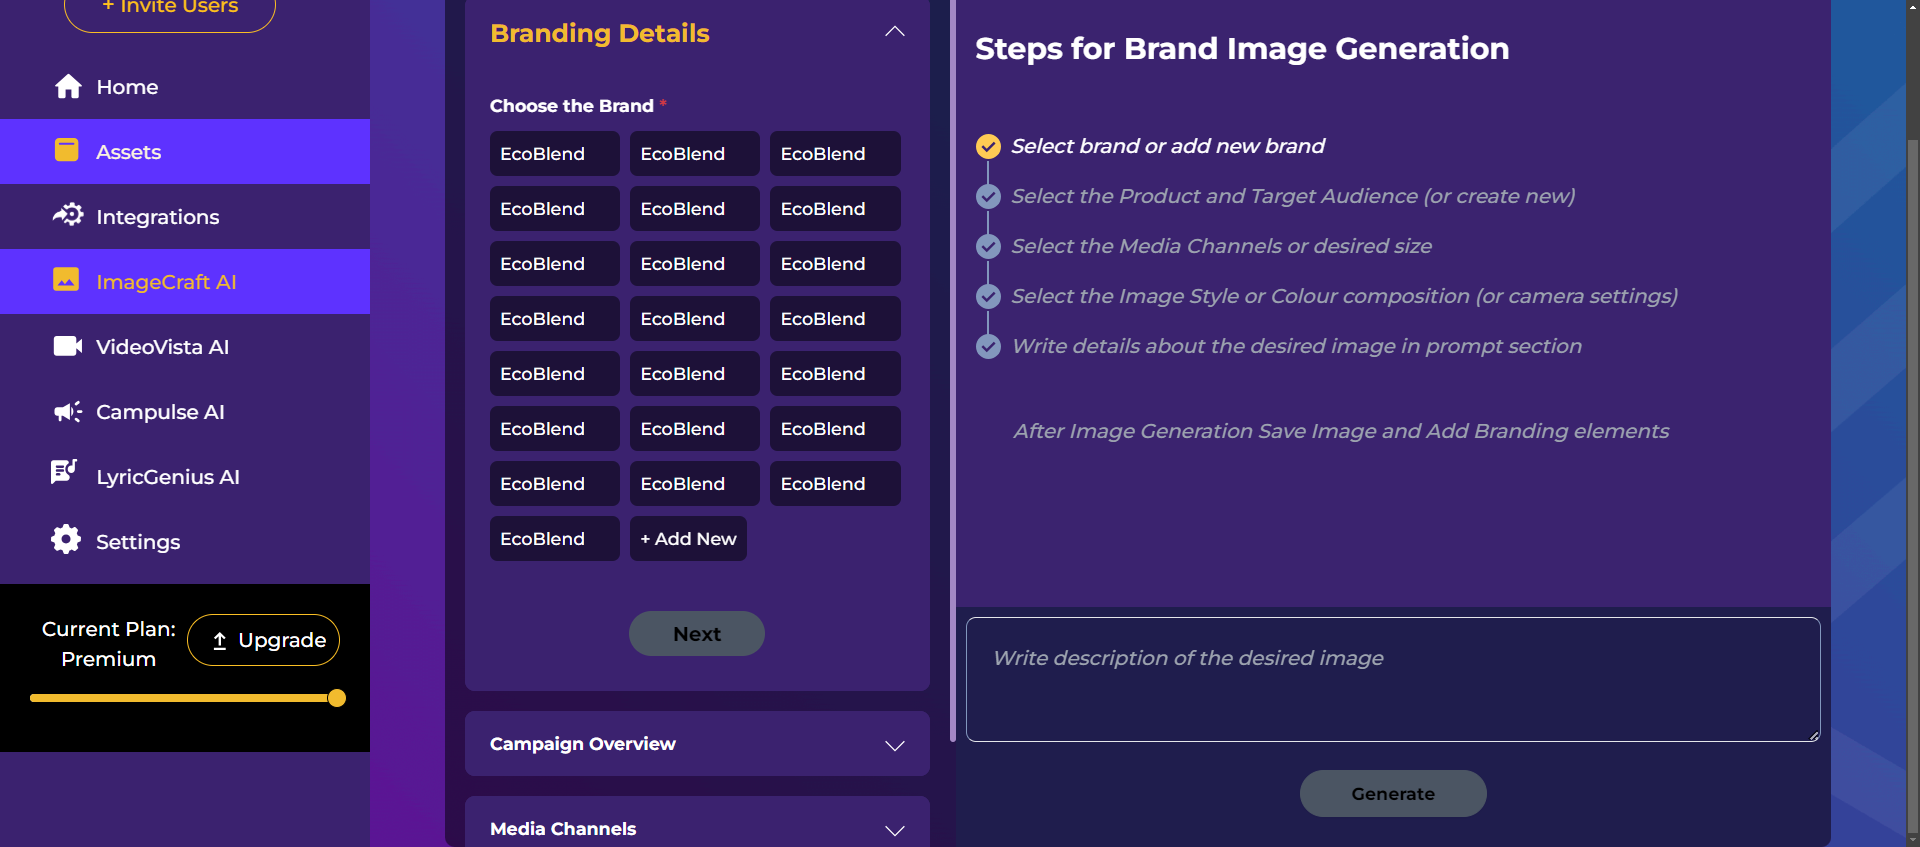 + Invite Users
Home
Assets
Integrations
ImageCraft AI
VideoVista AI
Campulse AI
LyricGenius AI
Settings
Current Plan:
Premium
Upgrade
Branding Details
Choose the Brand *
EcoBlend EcoBlend EcoBlend
EcoBlend EcoBlend EcoBlend
EcoBlend EcoBlend EcoBlend
EcoBlend EcoBlend EcoBlend
EcoBlend EcoBlend EcoBlend
EcoBlend EcoBlend EcoBlend
EcoBlend EcoBlend EcoBlend
EcoBlend + Add New
Next
Campaign Overview
Media Channels
Steps for Brand Image Generation
Select brand or add new brand
Select the Product and Target Audience (or create new)
Select the Media Channels or desired size
Select the Image Style or Colour composition (or camera settings)
Write details about the desired image in prompt section
After Image Generation Save Image and Add Branding elements
Write description of the desired image
Generate